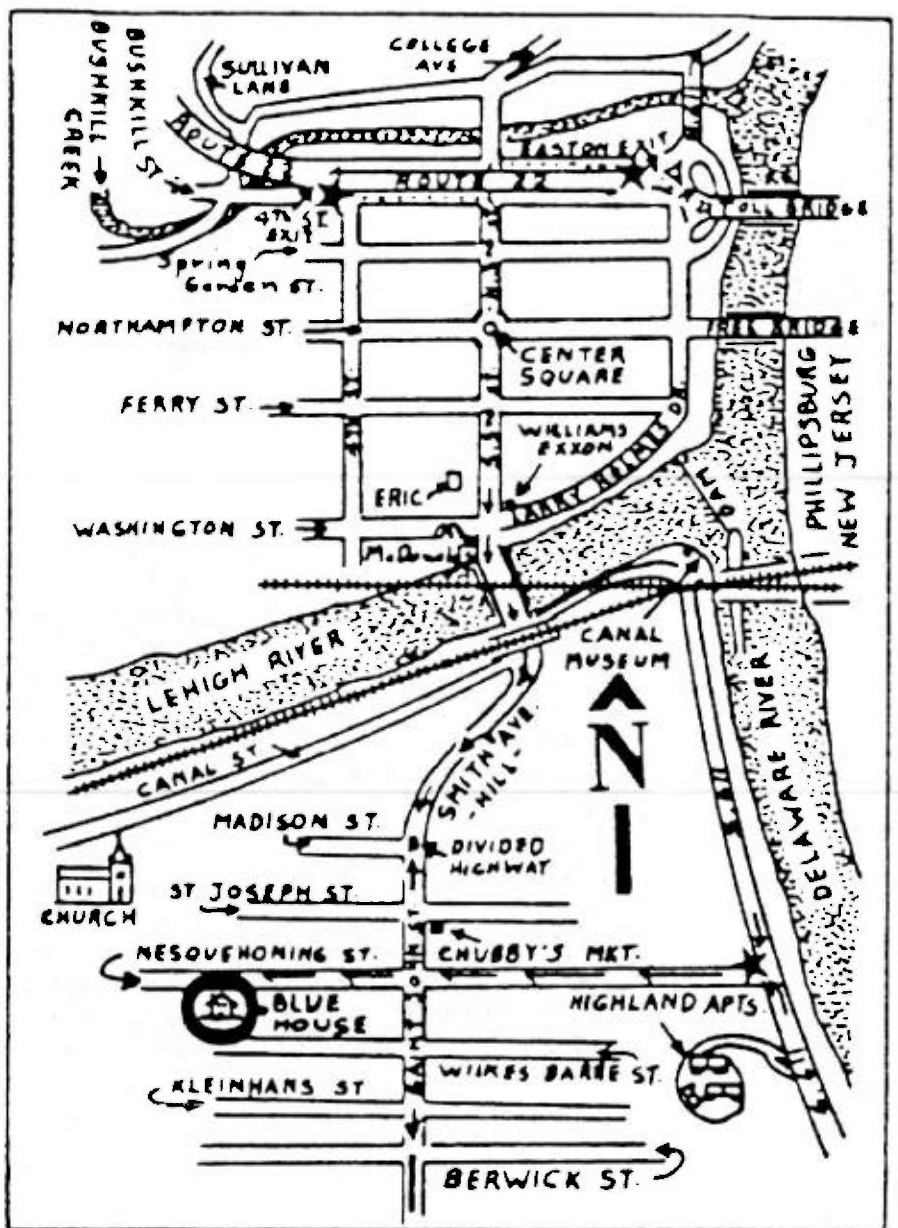 COLLEGE
AVE
SULLIVAN
LANE
BUSHKILL ST.
BUSHKILL
CREEK
EASTON EXIT
ROUTE 22
4TH ST.
EXIT
TOLL BRIDGE
Spring
Garden ST.
NORTHAMPTON ST.
FREE BRIDGE
CENTER
SQUARE
PHILLIPSBURG
NEW JERSEY
FERRY ST.
WILLIAMS
EXXON
LARRY HOLMES DR
DAM
ERIC
WASHINGTON ST.
CANAL
MUSEUM
LEHIGH RIVER
DELAWARE RIVER
N
CANAL ST
SMITH AVE.
-HILL-
MADISON ST.
DIVIDED
HIGHWAY
CHURCH
ST JOSEPH ST.
CHUBBY'S MKT.
NESQUEHONING ST.
BLUE
HOUSE
HIGHLAND APTS.
WILKES BARRE ST.
KLEINHANS ST
BERWICK ST.